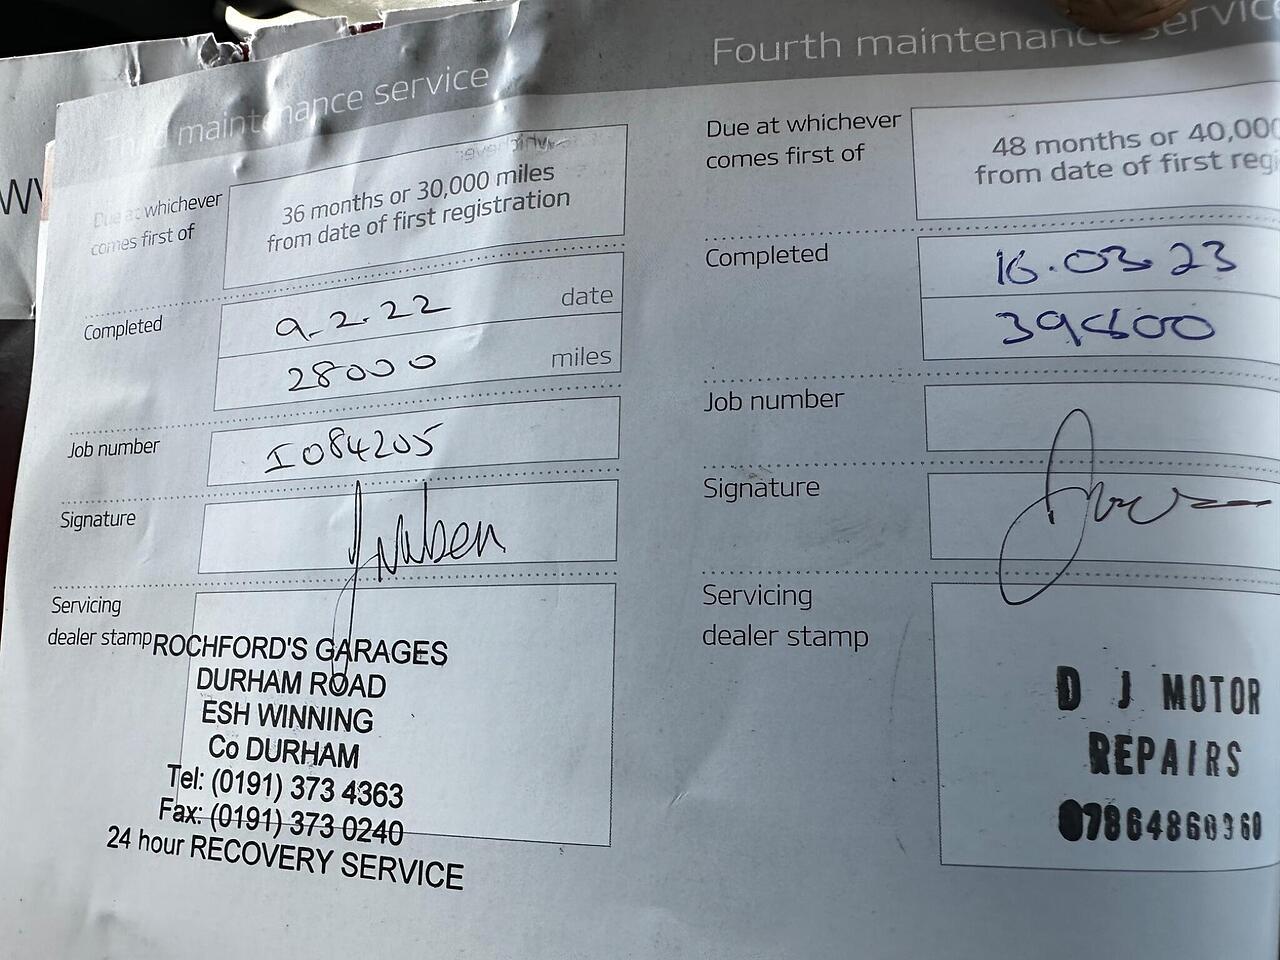 Third maintenance service
Due at whichever
comes first of
36 months or 30,000 miles
from date of first registration
Completed
9.2.22 date
28000 miles
Job number
I084205
Signature
Servicing
dealer stamp
ROCHFORD'S GARAGES
DURHAM ROAD
ESH WINNING
Co DURHAM
Tel: (0191) 373 4363
Fax: (0191) 373 0240
24 hour RECOVERY SERVICE
Fourth maintenance service
Due at whichever
comes first of
48 months or 40,000
from date of first regi
Completed
16.03.23
Job number
Signature
Servicing
dealer stamp
D J MOTOR
REPAIRS
07864860360